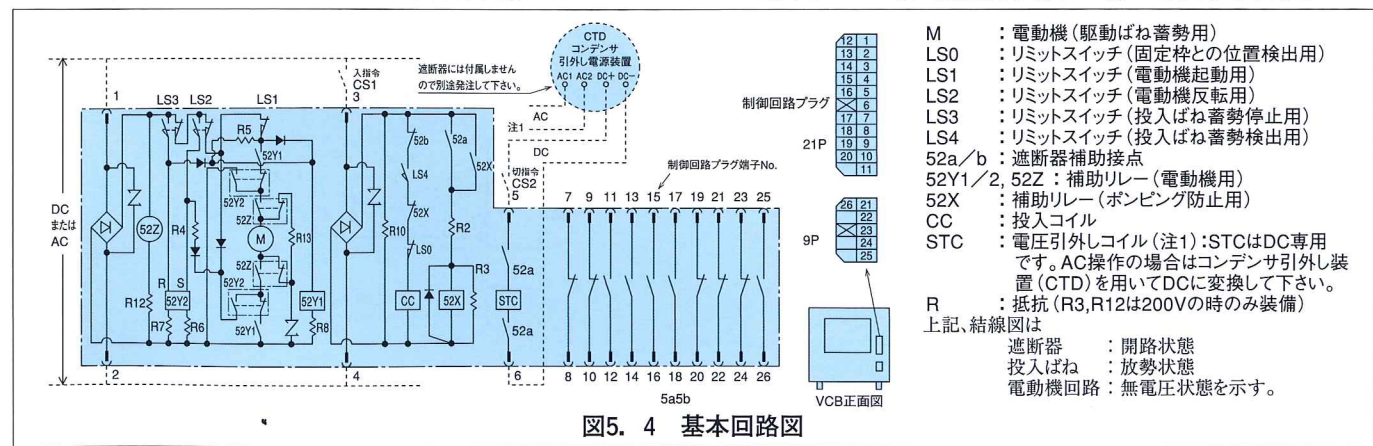 DC
または
AC
1
LS3
LS2
LS1
入指令
CS1
3
遮断器には付属しません
ので別途発注して下さい。
CTD
コンデンサ
引外し電源装置
AC1 AC2 DC+ DC-
AC
注1
DC
切指令
CS2
5
R5
52Y1
52Y2
52Z
52Z
M
R4
R13
52Z
52Y2
R S
52Y2
52Y1
52Y1
R12
R7
R6
R8
R10
52b
LS4
52X
LS0
CC
52a
52X
R2
R3
52X
52a
STC
52a
2
4
6
制御回路プラグ端子No.
7 9 11 13 15 17 19 21 23 25
8 10 12 14 16 18 20 22 24 26
5a5b
制御回路プラグ
21P
12 1
13 2
14 3
15 4
16 5
6
17 7
18 8
19 9
20 10
11
9P
26 21
22
23
24
25
VCB正面図
M : 電動機(駆動ばね蓄勢用)
LS0 : リミットスイッチ(固定枠との位置検出用)
LS1 : リミットスイッチ(電動機起動用)
LS2 : リミットスイッチ(電動機反転用)
LS3 : リミットスイッチ(投入ばね蓄勢停止用)
LS4 : リミットスイッチ(投入ばね蓄勢検出用)
52a/b : 遮断器補助接点
52Y1/2, 52Z : 補助リレー(電動機用)
52X : 補助リレー(ポンピング防止用)
CC : 投入コイル
STC : 電圧引外しコイル(注1):STCはDC専用
です。AC操作の場合はコンデンサ引外し装
置(CTD)を用いてDCに変換して下さい。
R : 抵抗(R3,R12は200Vの時のみ装備)
上記、結線図は
遮断器 : 開路状態
投入ばね : 放勢状態
電動機回路 : 無電圧状態を示す。
図5. 4 基本回路図